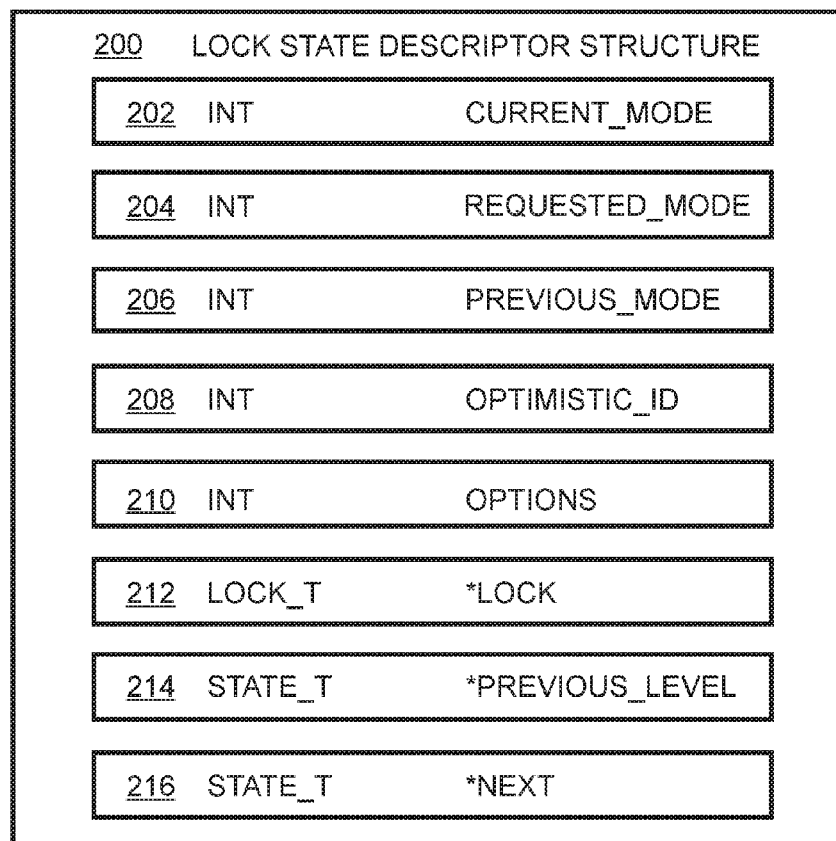 200 LOCK STATE DESCRIPTOR STRUCTURE
202 INT CURRENT_MODE
204 INT REQUESTED_MODE
206 INT PREVIOUS_MODE
208 INT OPTIMISTIC_ID
210 INT OPTIONS
212 LOCK_T *LOCK
214 STATE_T *PREVIOUS_LEVEL
216 STATE_T *NEXT